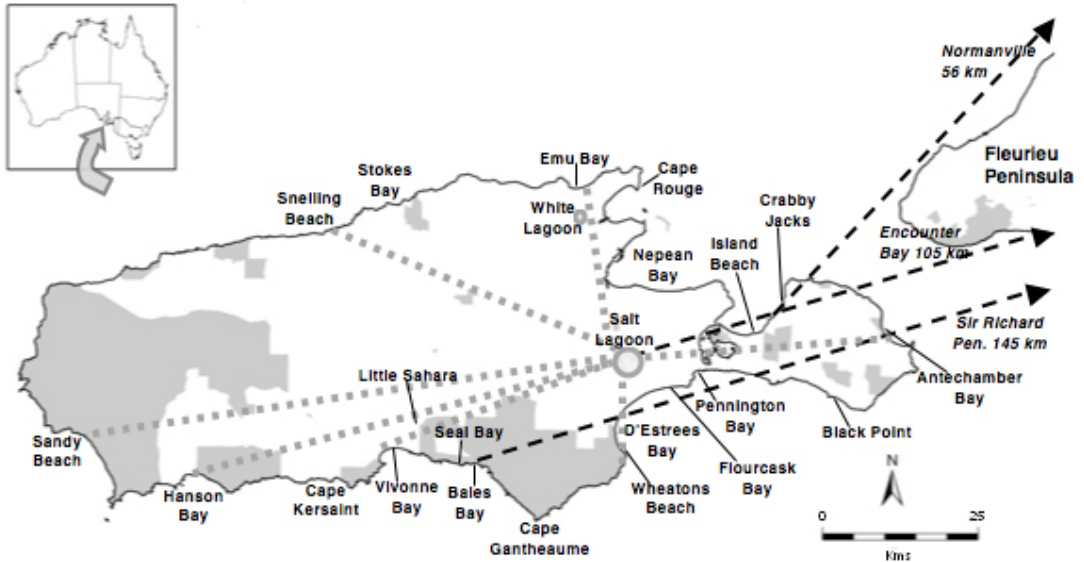 Normanville
56 km
Fleurieu
Peninsula
Emu Bay
Cape
Rouge
Stokes
Bay
Snelling
Beach
White
Lagoon
Crabby
Jacks
Island
Beach
Encounter
Bay 105 km
Nepean
Bay
Salt
Lagoon
Sir Richard
Pen. 145 km
Little Sahara
Antechamber
Bay
Pennington
Bay
Black Point
Sandy
Beach
Seal Bay
D'Estrees
Bay
Flourcask
Bay
Hanson
Bay
Cape
Kersaint
Vivonne
Bay
Bales
Bay
Wheatons
Beach
Cape
Gantheaume
N
0 25
Kms